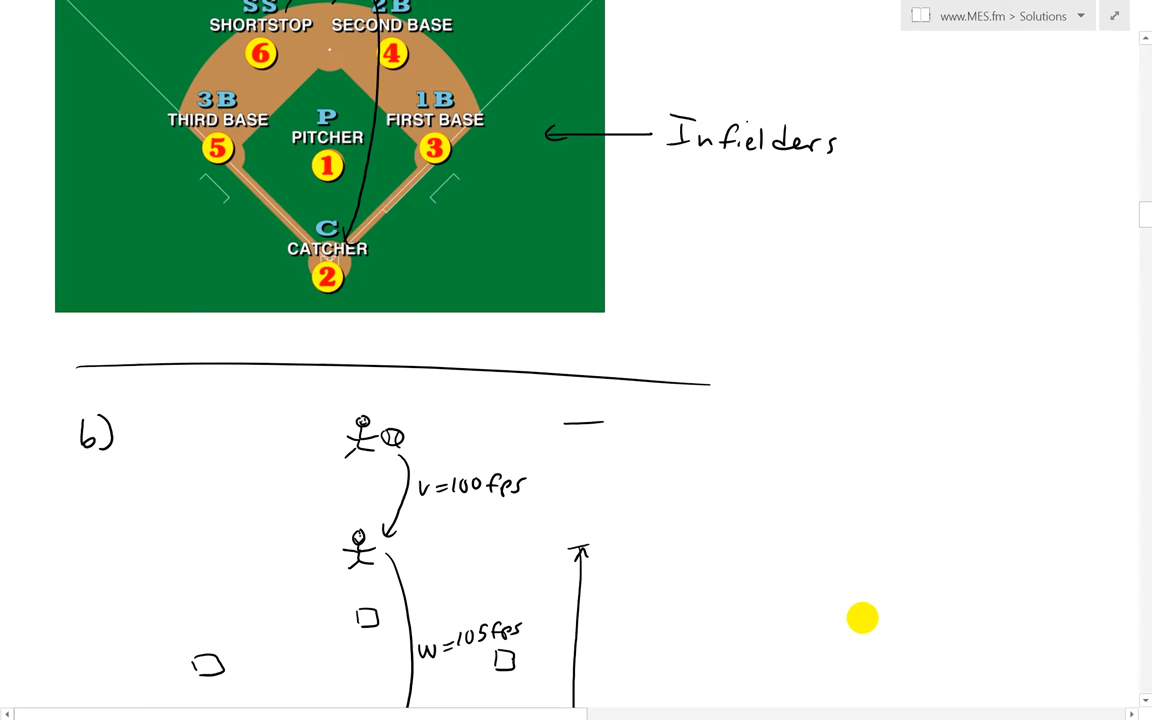 www.MES.fm > Solutions
SS 2B
SHORTSTOP SECOND BASE
6 4
3B 1B
THIRD BASE FIRST BASE
P
PITCHER
5 1 3
Infielders
C
CATCHER
2
b)
v=100fps
w=105fps